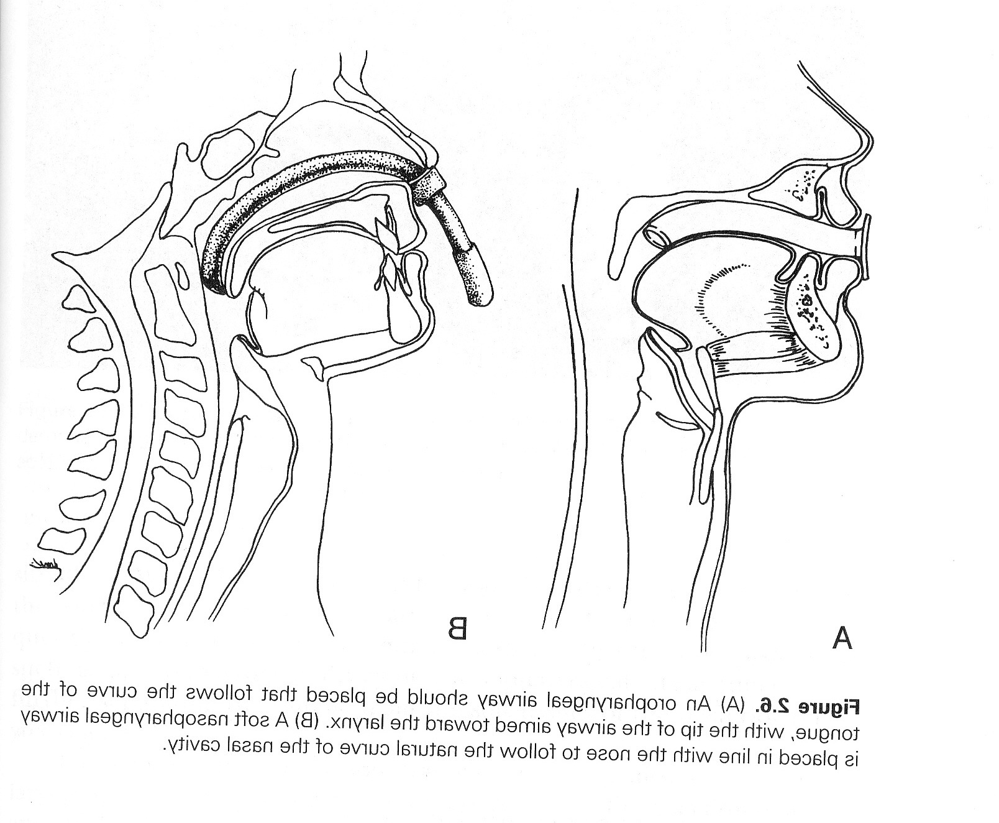 A
B
Figure 2.6. (A) An oropharyngeal airway should be placed that follows the curve of the
tongue, with the tip of the airway aimed toward the larynx. (B) A soft nasopharyngeal airway
is placed in line with the nose to follow the natural curve of the nasal cavity.